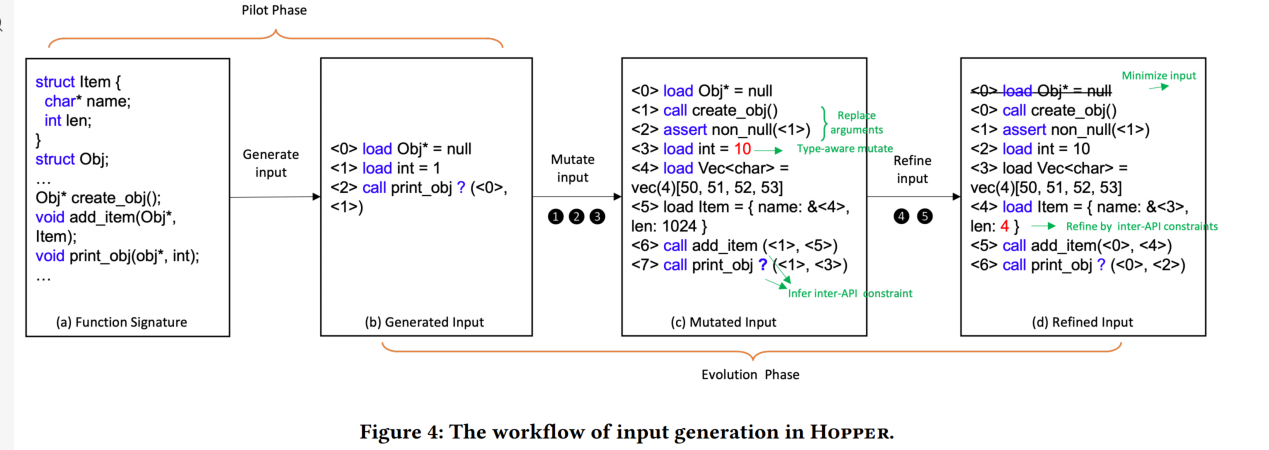 Pilot Phase
struct Item {
char* name;
int len;
}
struct Obj;
...
Obj* create_obj();
void add_item(Obj*,
Item);
void print_obj(obj*, int);
...
(a) Function Signature
Generate
input
<0> load Obj* = null
<1> load int = 1
<2> call print_obj ? (<0>,
<1>)
(b) Generated Input
Mutate
input
❶ ❷ ❸
<0> load Obj* = null
<1> call create_obj()
<2> assert non_null(<1>)
Replace
arguments
<3> load int = 10
Type-aware mutate
<4> load Vec<char> =
vec(4)[50, 51, 52, 53]
<5> load Item = { name: &<4>,
len: 1024 }
<6> call add_item (<1>, <5>)
<7> call print_obj ? (<1>, <3>)
Infer inter-API constraint
(c) Mutated Input
Refine
input
❹ ❺
Minimize input
<0> load Obj* = null
<0> call create_obj()
<1> assert non_null(<1>)
<2> load int = 10
<3> load Vec<char> =
vec(4)[50, 51, 52, 53]
<4> load Item = { name: &<3>,
len: 4 }
Refine by inter-API constraints
<5> call add_item(<0>, <4>)
<6> call print_obj ? (<0>, <2>)
(d) Refined Input
Evolution Phase
Figure 4: The workflow of input generation in HOPPER.